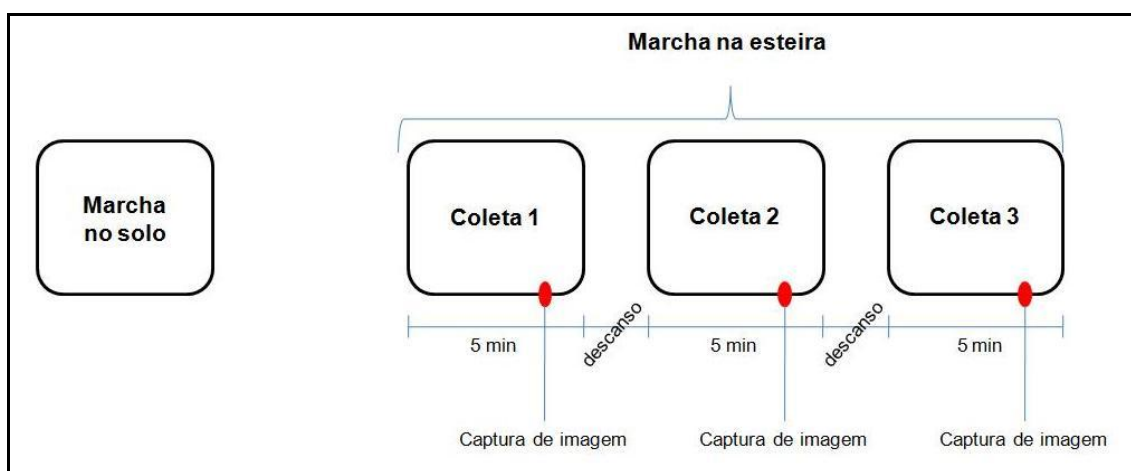 Marcha na esteira
Marcha
no solo
Coleta 1
Coleta 2
Coleta 3
5 min
descanso
5 min
descanso
5 min
Captura de imagem
Captura de imagem
Captura de imagem